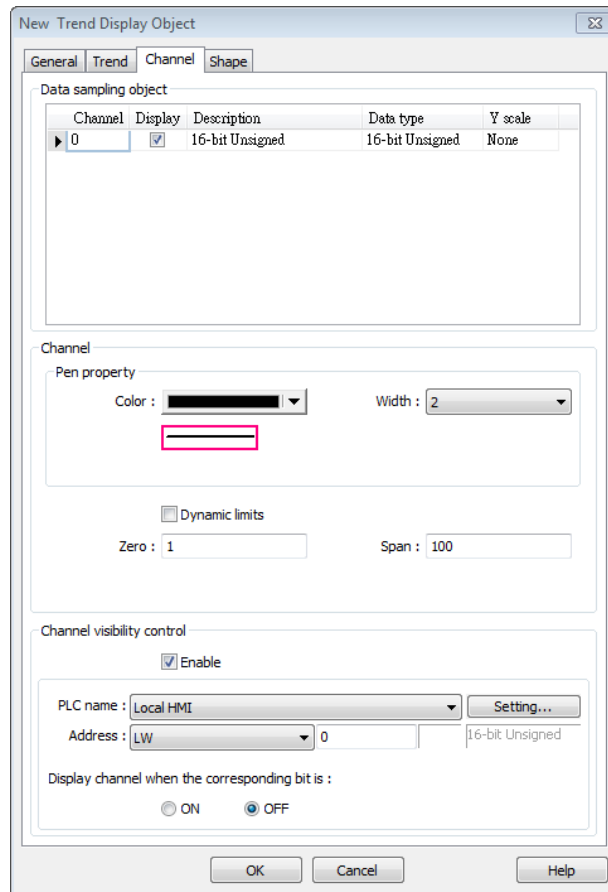 New Trend Display Object
General Trend Channel Shape
Data sampling object
Channel Display Description Data type Y scale
0 16-bit Unsigned 16-bit Unsigned None
Channel
Pen property
Color : Width : 2
Dynamic limits
Zero : 1 Span : 100
Channel visibility control
Enable
PLC name : Local HMI Setting...
Address : LW 0 16-bit Unsigned
Display channel when the corresponding bit is :
ON OFF
OK Cancel Help